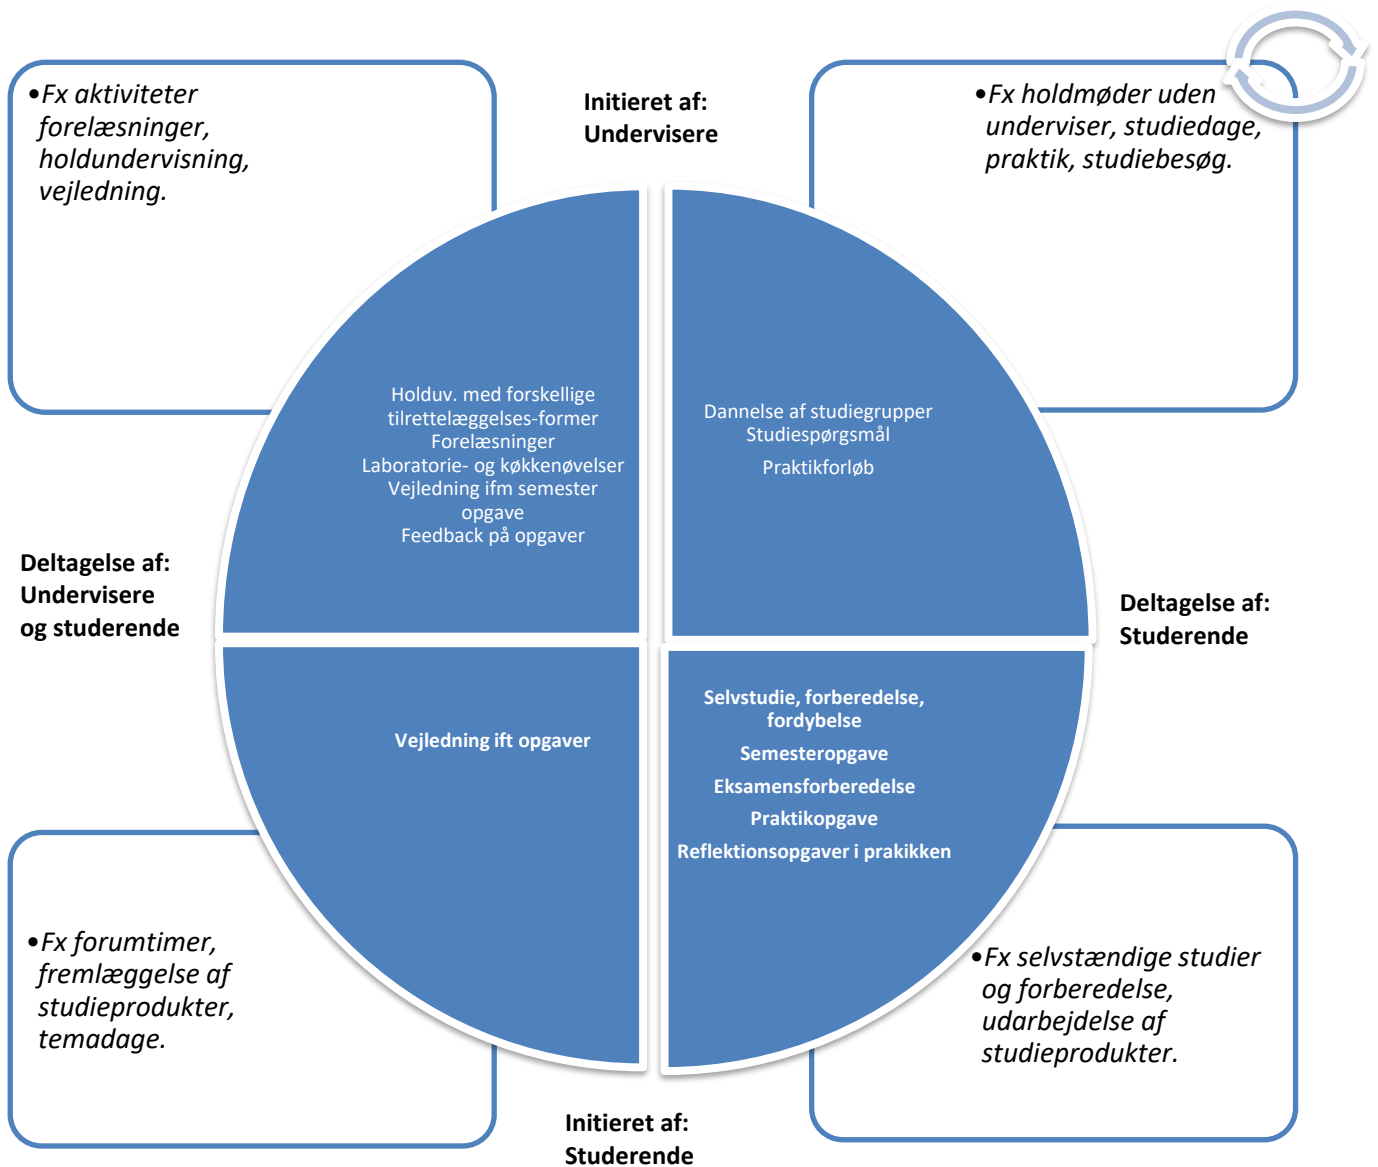 •Fx aktiviteter
forelæsninger,
holdundervisning,
vejledning.
Initieret af:
Undervisere
•Fx holdmøder uden
underviser, studiedage,
praktik, studiebesøg.
Holduv. med forskellige
tilrettelæggelses-former
Forelæsninger
Laboratorie- og køkkenøvelser
Vejledning ifm semester
opgave
Feedback på opgaver
Dannelse af studiegrupper
Studiespørgsmål
Praktikforløb
Deltagelse af:
Undervisere
og studerende
Deltagelse af:
Studerende
Vejledning ift opgaver
Selvstudie, forberedelse,
fordybelse
Semesteropgave
Eksamensforberedelse
Praktikopgave
Reflektionsopgaver i prakikken
•Fx forumtimer,
fremlæggelse af
studieprodukter,
temadage.
•Fx selvstændige studier
og forberedelse,
udarbejdelse af
studieprodukter.
Initieret af:
Studerende